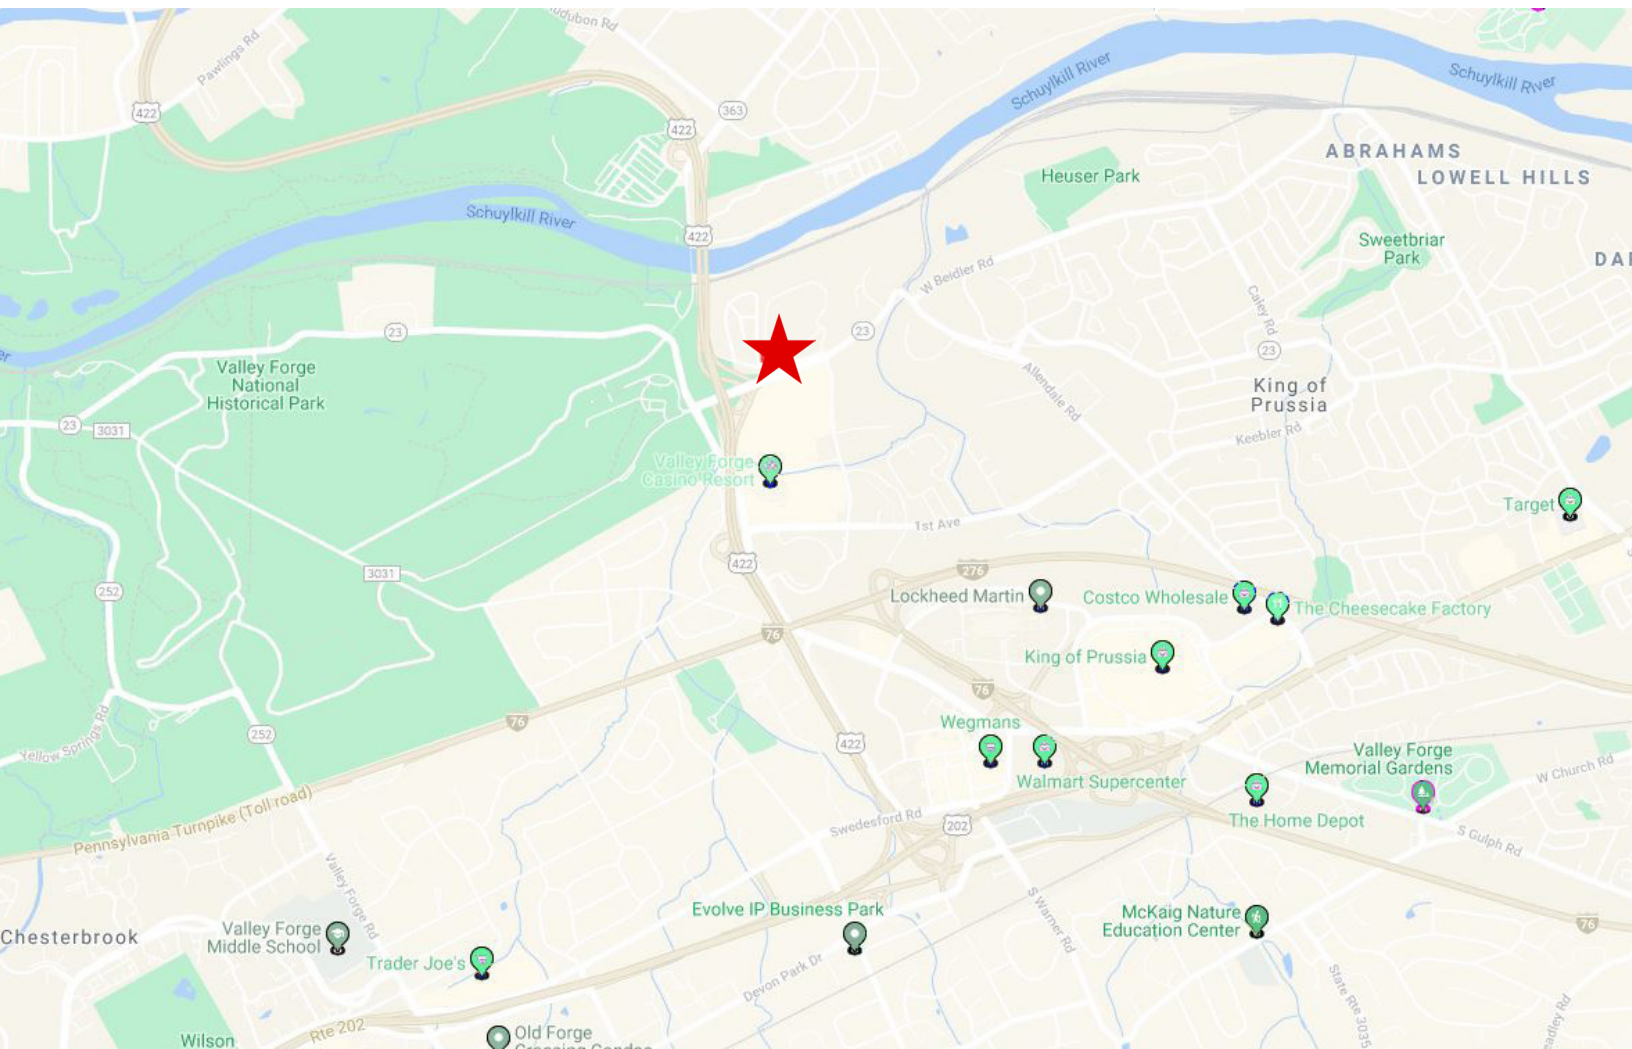 Audubon Rd
Pawlings Rd
422
363
422
Schuylkill River
Schuylkill River
ABRAHAMS
LOWELL HILLS
Heuser Park
Schuylkill River
422
Sweetbriar
Park
W Beidler Rd
Caley Rd
23
23
23
Valley Forge
National
Historical Park
Allendale Rd
King of
Prussia
23
3031
Keebler Rd
Valley Forge
Casino Resort
Target
1st Ave
422
276
3031
252
Lockheed Martin
Costco Wholesale
The Cheesecake Factory
76
King of Prussia
76
76
Wegmans
252
Yellow Springs Rd
422
Valley Forge
Memorial Gardens
W Church Rd
Walmart Supercenter
Pennsylvania Turnpike (Toll road)
Swedesford Rd
202
The Home Depot
S Gulph Rd
Valley Forge Rd
Evolve IP Business Park
S Warner Rd
McKaig Nature
Education Center
76
Chesterbrook
Valley Forge
Middle School
Trader Joe's
Devon Park Dr
State Rte 3035
Rte 202
Wilson
Old Forge
Crossing Condos